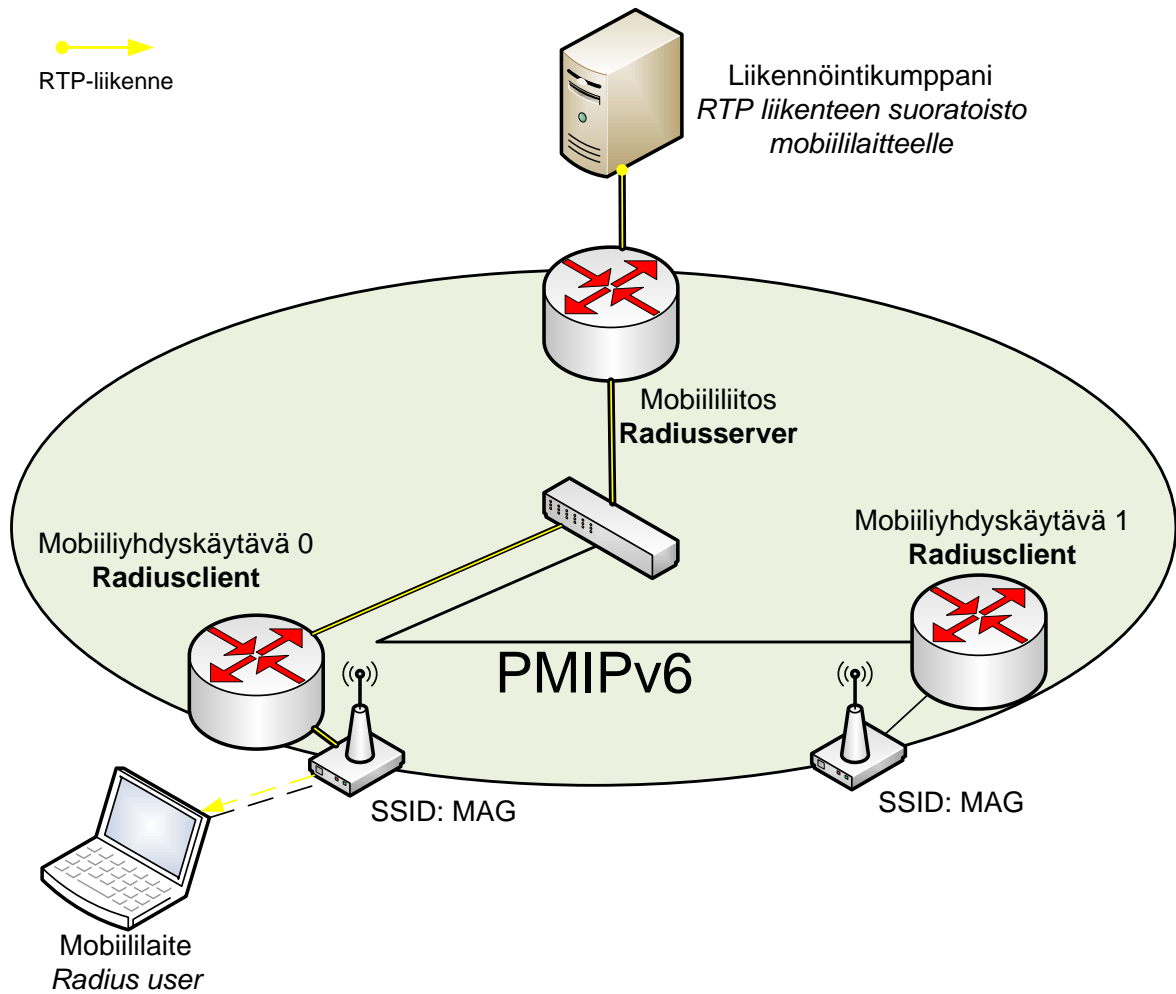 RTP-liikenne
Liikennöintikumppani
RTP liikenteen suoratoisto
mobiililaitteelle
Mobiililiitos
Radiusserver
Mobiiliyhdyskäytävä 0
Radiusclient
Mobiiliyhdyskäytävä 1
Radiusclient
PMIPv6
SSID: MAG
SSID: MAG
Mobiililaite
Radius user